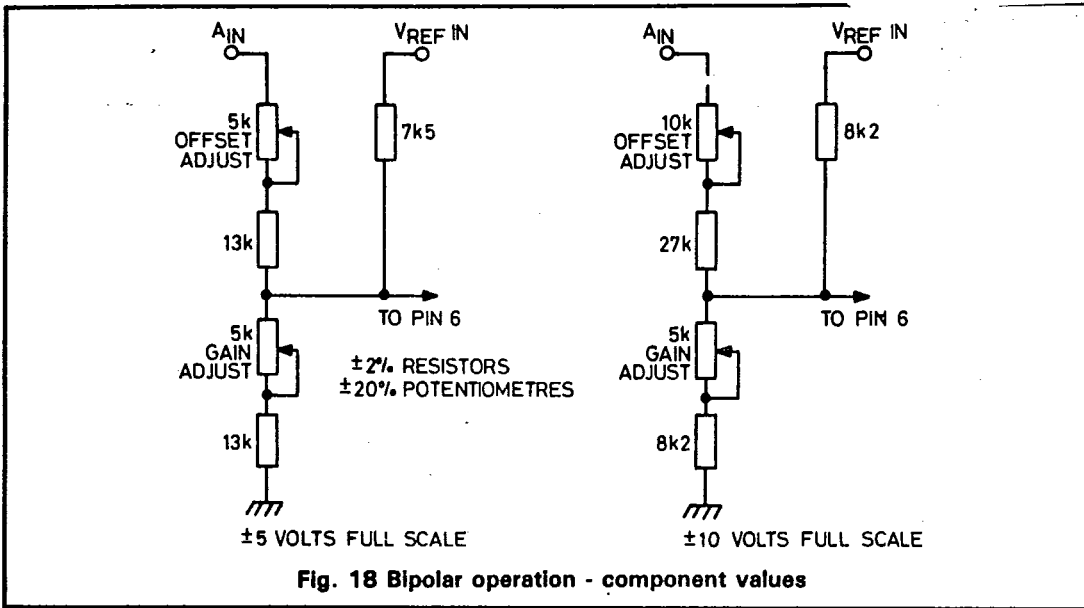 AIN
VREF IN
5k
OFFSET
ADJUST
7k5
13k
TO PIN 6
5k
GAIN
ADJUST
13k
±2% RESISTORS
±20% POTENTIOMETRES
±5 VOLTS FULL SCALE
AIN
VREF IN
10k
OFFSET
ADJUST
8k2
27k
TO PIN 6
5k
GAIN
ADJUST
8k2
±10 VOLTS FULL SCALE
Fig. 18 Bipolar operation - component values